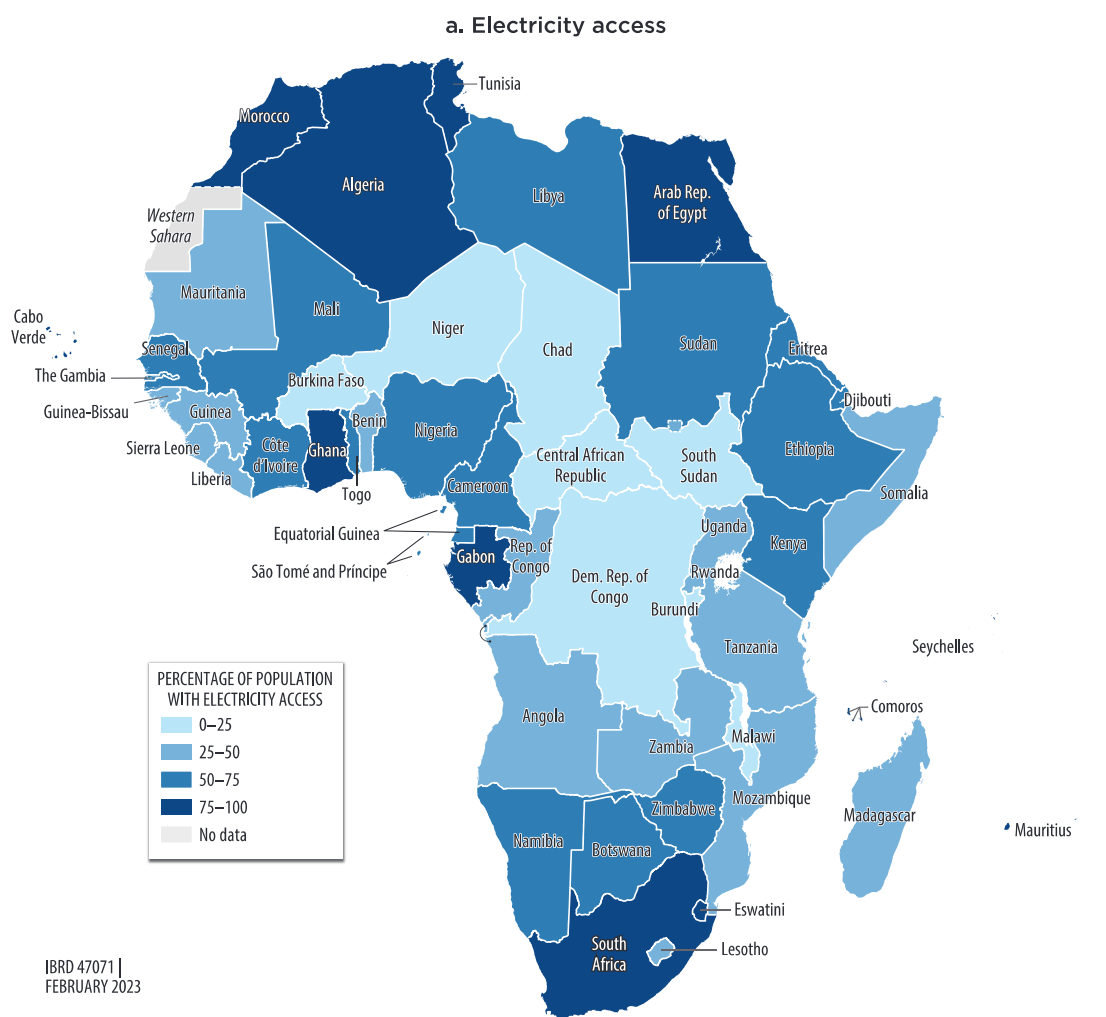 a. Electricity access
Tunisia
Morocco
Algeria
Libya
Arab Rep.
of Egypt
Western
Sahara
Mauritania
Mali
Niger
Chad
Sudan
Eritrea
Cabo
Verde
Senegal
The Gambia
Guinea-Bissau
Guinea
Sierra Leone
Liberia
Côte
d'Ivoire
Burkina Faso
Ghana
Togo
Benin
Nigeria
Cameroon
Central African
Republic
South
Sudan
Djibouti
Ethiopia
Somalia
Equatorial Guinea
São Tomé and Príncipe
Gabon
Rep. of
Congo
Dem. Rep. of
Congo
Uganda
Kenya
Rwanda
Burundi
Tanzania
Seychelles
Comoros
Angola
Zambia
Malawi
Mozambique
Madagascar
Mauritius
Zimbabwe
Namibia
Botswana
Eswatini
Lesotho
South
Africa
PERCENTAGE OF POPULATION
WITH ELECTRICITY ACCESS
0–25
25–50
50–75
75–100
No data
IBRD 47071 |
FEBRUARY 2023